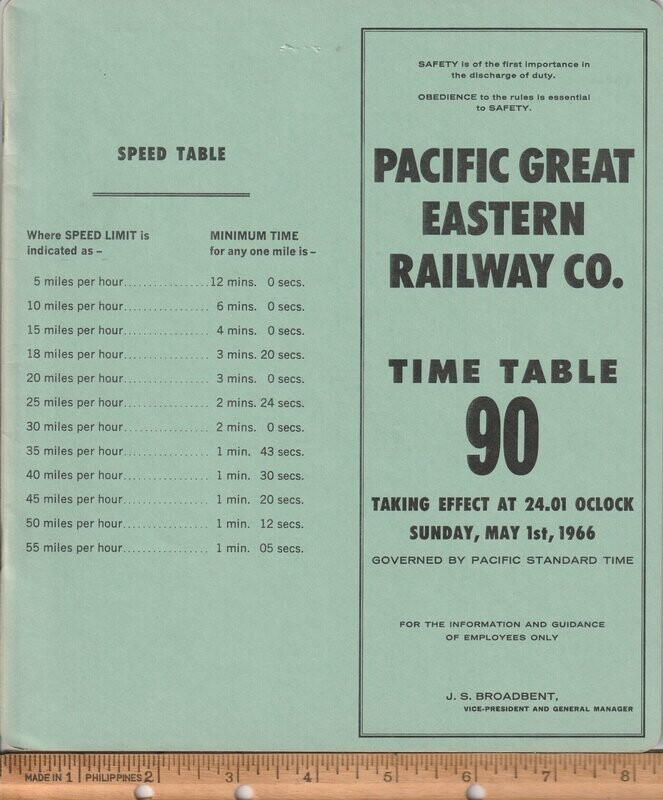 SPEED TABLE
Where SPEED LIMIT is MINIMUM TIME
indicated as – for any one mile is –
5 miles per hour................12 mins. 0 secs.
10 miles per hour................ 6 mins. 0 secs.
15 miles per hour................ 4 mins. 0 secs.
18 miles per hour................ 3 mins. 20 secs.
20 miles per hour................ 3 mins. 0 secs.
25 miles per hour................ 2 mins. 24 secs.
30 miles per hour................ 2 mins. 0 secs.
35 miles per hour................ 1 min. 43 secs.
40 miles per hour................ 1 min. 30 secs.
45 miles per hour................ 1 min. 20 secs.
50 miles per hour................ 1 min. 12 secs.
55 miles per hour................ 1 min. 05 secs.
SAFETY is of the first importance in
the discharge of duty.
OBEDIENCE to the rules is essential
to SAFETY.
PACIFIC GREAT
EASTERN
RAILWAY CO.
TIME TABLE
90
TAKING EFFECT AT 24.01 OCLOCK
SUNDAY, MAY 1st, 1966
GOVERNED BY PACIFIC STANDARD TIME
FOR THE INFORMATION AND GUIDANCE
OF EMPLOYEES ONLY
J. S. BROADBENT,
VICE-PRESIDENT AND GENERAL MANAGER
MADE IN 1 PHILIPPINES 2 3 4 5 6 7 8